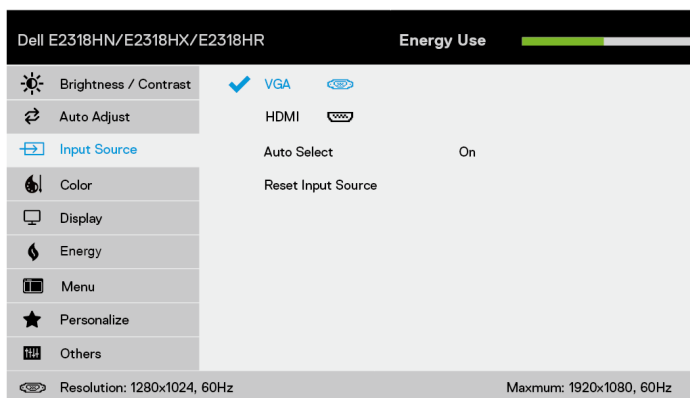 Dell E2318HN/E2318HX/E2318HR Energy Use
Brightness / Contrast VGA
Auto Adjust HDMI
Input Source Auto Select On
Color Reset Input Source
Display
Energy
Menu
Personalize
Others
Resolution: 1280x1024, 60Hz Maxmum: 1920x1080, 60Hz